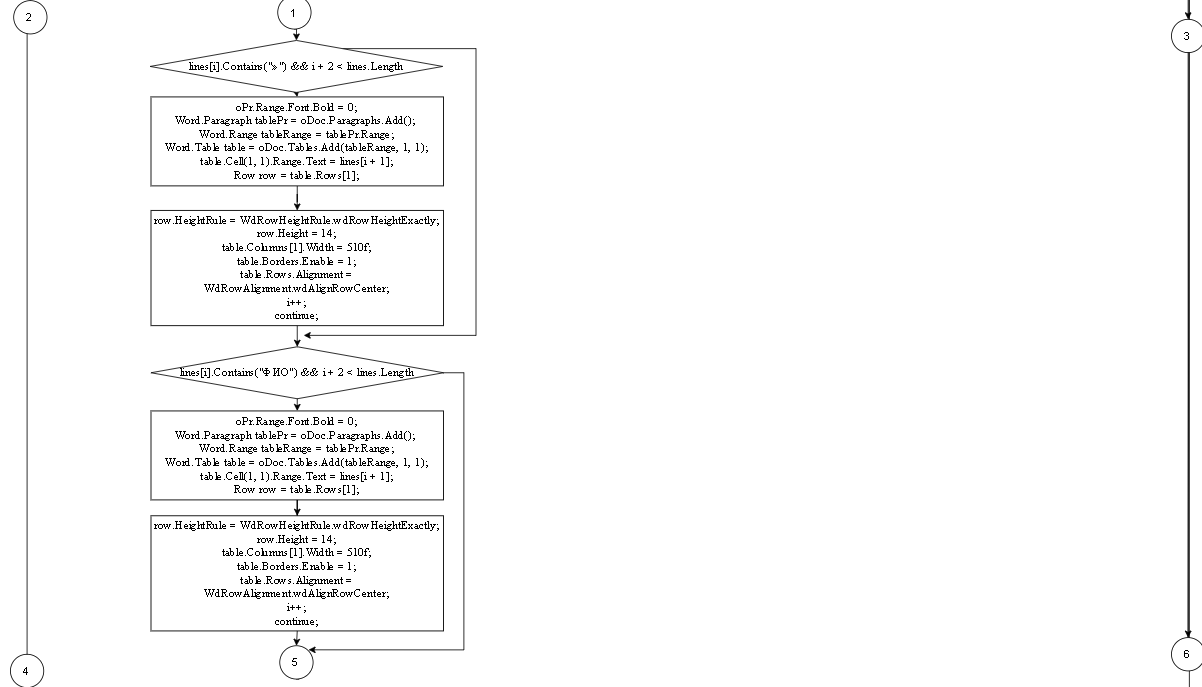 2
1
3
lines[i].Contains("»") && i + 2 < lines.Length
oPr.Range.Font.Bold = 0;
Word.Paragraph tablePr = oDoc.Paragraphs.Add();
Word.Range tableRange = tablePr.Range;
Word.Table table = oDoc.Tables.Add(tableRange, 1, 1);
table.Cell(1, 1).Range.Text = lines[i + 1];
Row row = table.Rows[1];
row.HeightRule = WdRowHeightRule.wdRowHeightExactly;
row.Height = 14;
table.Columns[1].Width = 510f;
table.Borders.Enable = 1;
table.Rows.Alignment =
WdRowAlignment.wdAlignRowCenter;
i++;
continue;
lines[i].Contains("ФИО") && i + 2 < lines.Length
oPr.Range.Font.Bold = 0;
Word.Paragraph tablePr = oDoc.Paragraphs.Add();
Word.Range tableRange = tablePr.Range;
Word.Table table = oDoc.Tables.Add(tableRange, 1, 1);
table.Cell(1, 1).Range.Text = lines[i + 1];
Row row = table.Rows[1];
row.HeightRule = WdRowHeightRule.wdRowHeightExactly;
row.Height = 14;
table.Columns[1].Width = 510f;
table.Borders.Enable = 1;
table.Rows.Alignment =
WdRowAlignment.wdAlignRowCenter;
i++;
continue;
4
5
6